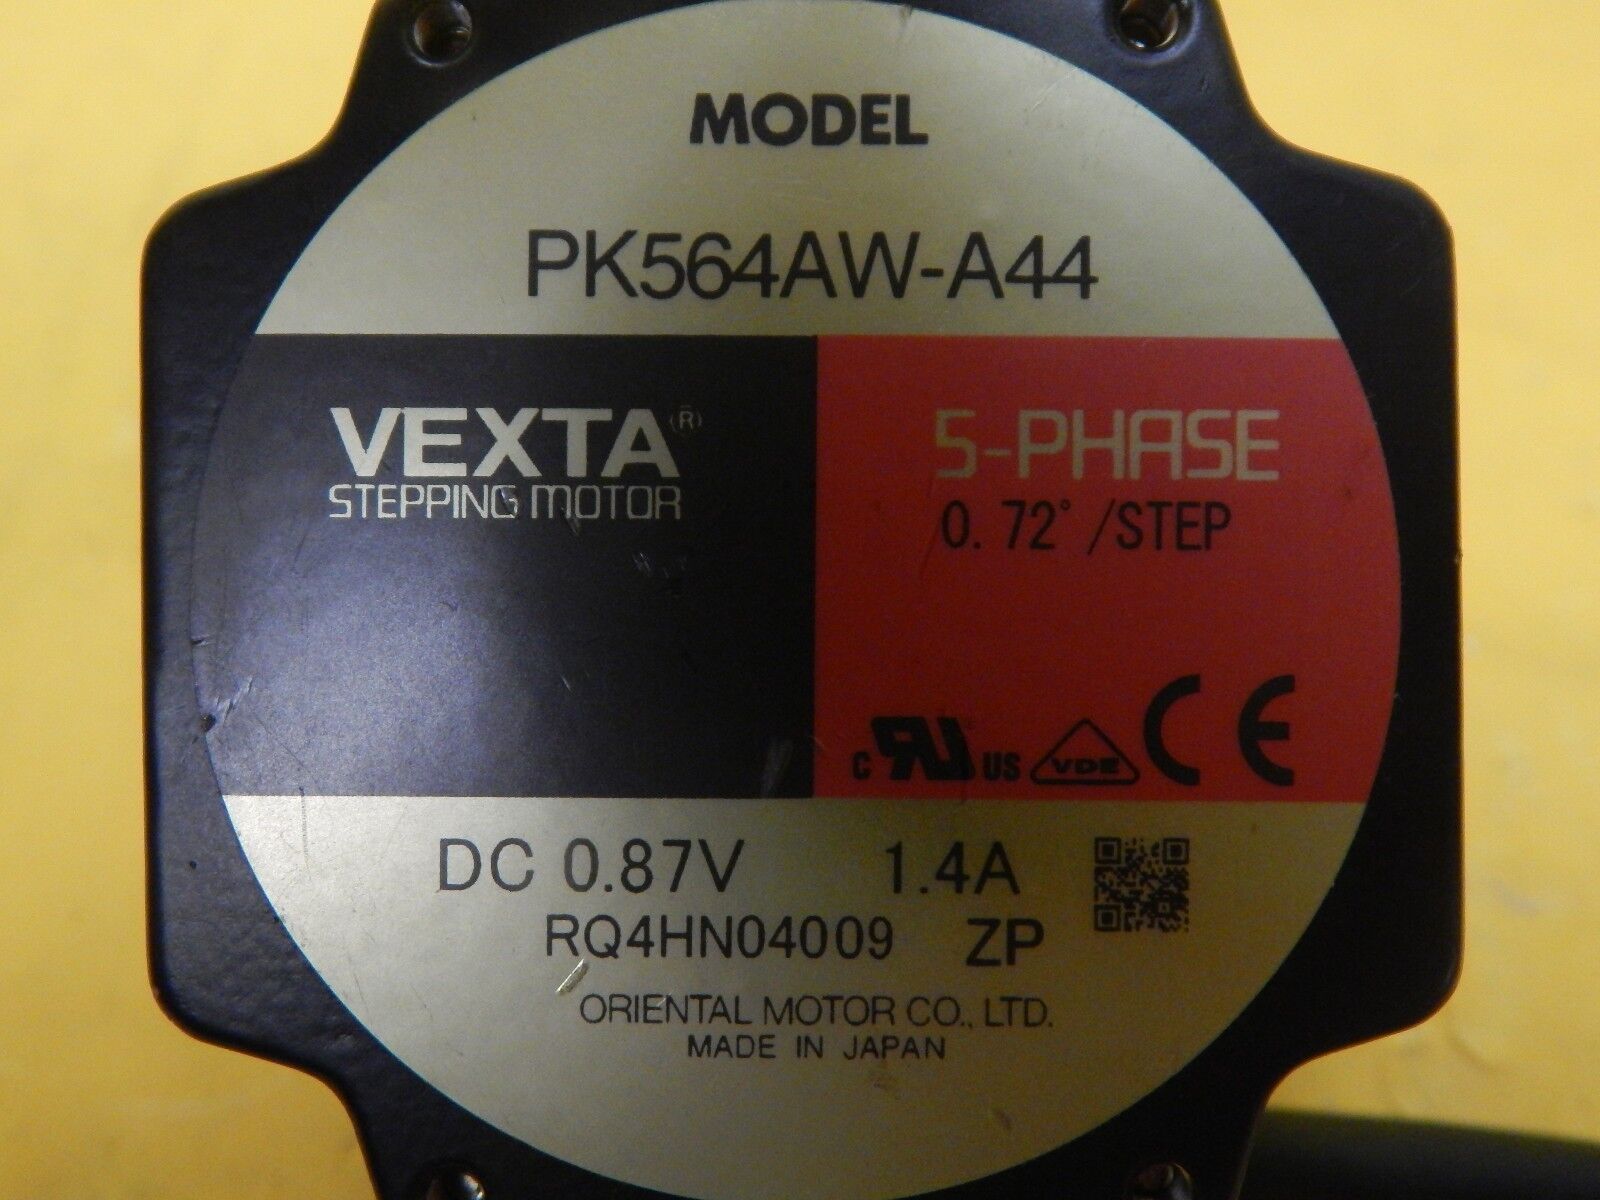 MODEL
PK564AW-A44
VEXTA(R)
STEPPING MOTOR
5-PHASE
0.72°/STEP
c RU US VDE CE
DC 0.87V 1.4A
RQ4HN04009 ZP
ORIENTAL MOTOR CO., LTD.
MADE IN JAPAN